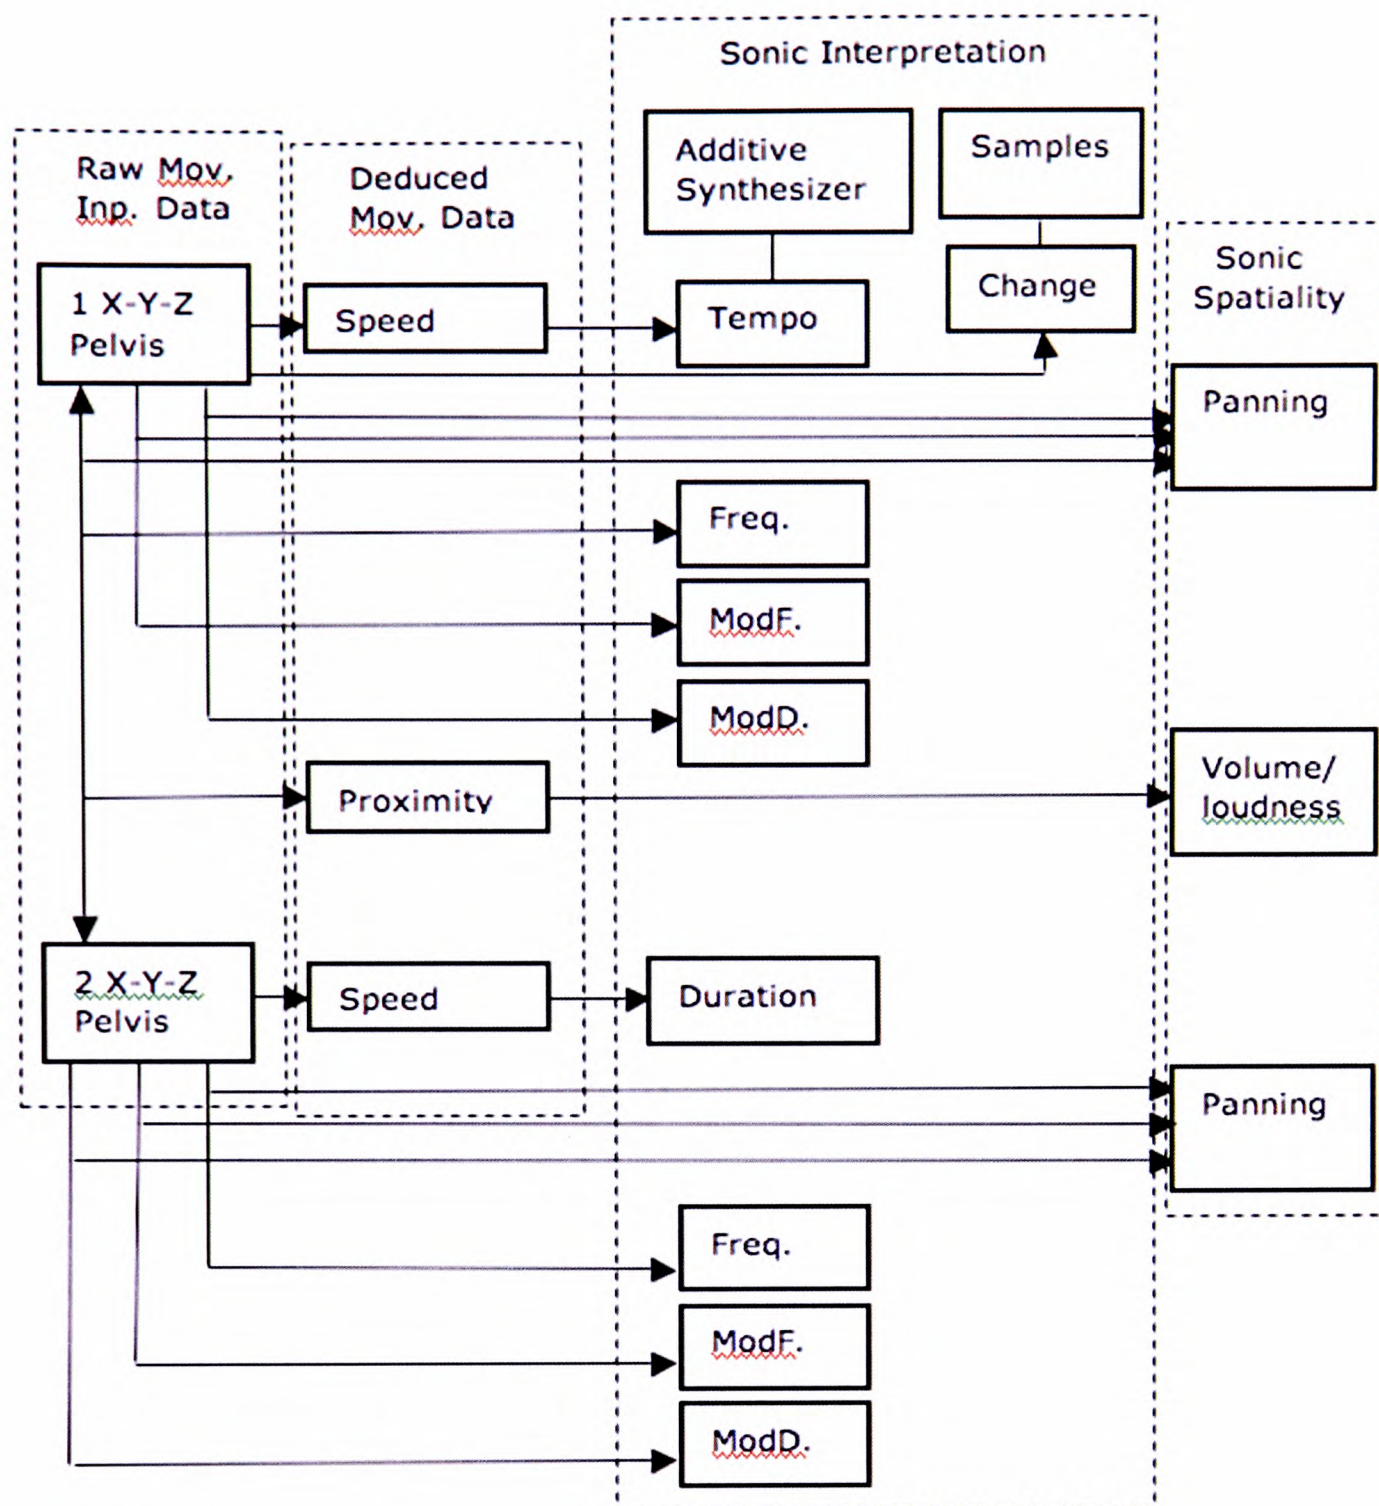 Sonic Interpretation
Raw Mov.
Inp. Data
Deduced
Mov. Data
Additive
Synthesizer
Samples
Sonic
Spatiality
1 X-Y-Z
Pelvis
Speed
Tempo
Change
Panning
Freq.
ModF.
ModD.
Proximity
Volume/
loudness
2 X-Y-Z
Pelvis
Speed
Duration
Panning
Freq.
ModF.
ModD.